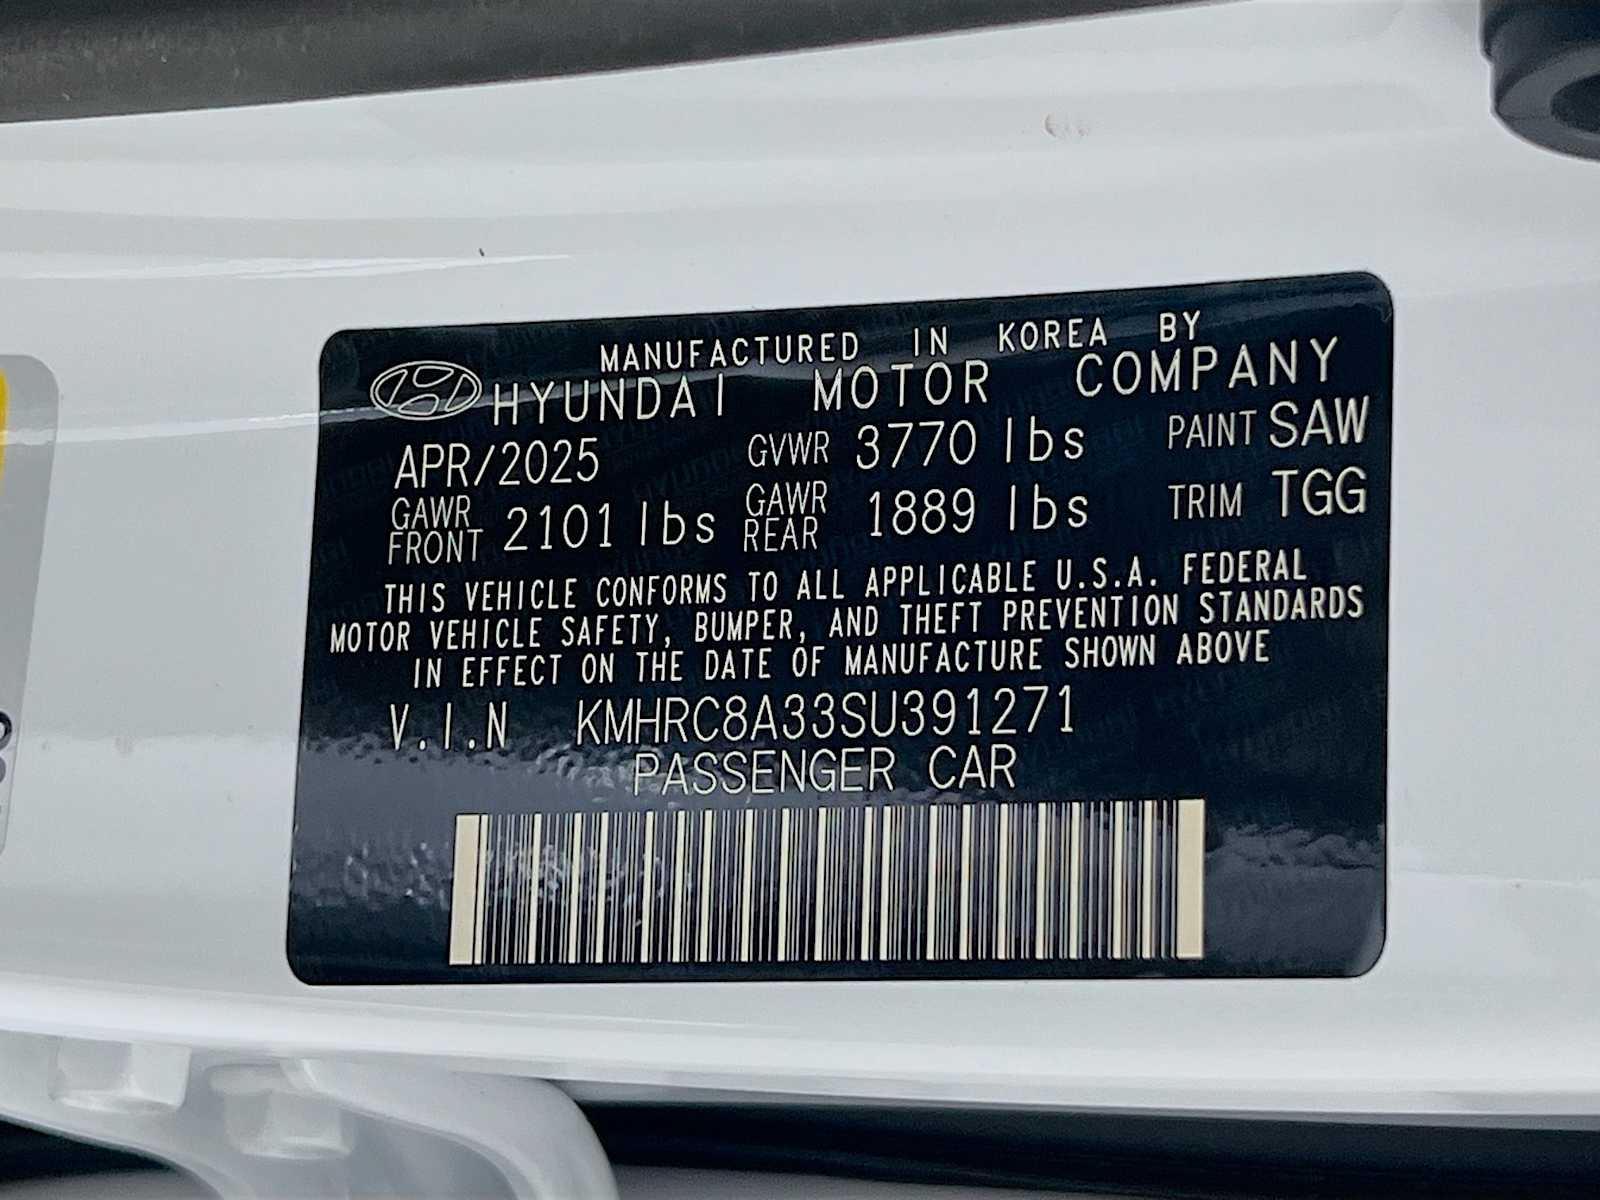 MANUFACTURED IN KOREA BY
HYUNDAI MOTOR COMPANY
APR/2025 GVWR 3770 lbs PAINT SAW
GAWR FRONT 2101 lbs GAWR REAR 1889 lbs TRIM TGG
THIS VEHICLE CONFORMS TO ALL APPLICABLE U.S.A. FEDERAL
MOTOR VEHICLE SAFETY, BUMPER, AND THEFT PREVENTION STANDARDS
IN EFFECT ON THE DATE OF MANUFACTURE SHOWN ABOVE
V.I.N KMHRC8A33SU391271
PASSENGER CAR